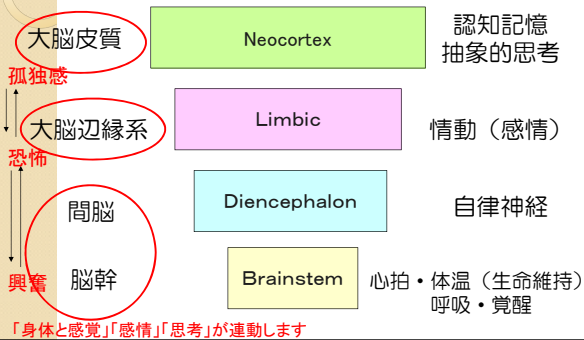 大脳皮質
Neocortex
認知記憶
抽象的思考
孤独感
大脳辺縁系
Limbic
情動（感情）
恐怖
間脳
Diencephalon
自律神経
興奮
脳幹
Brainstem
心拍・体温（生命維持）
呼吸・覚醒
「身体と感覚」「感情」「思考」が連動します